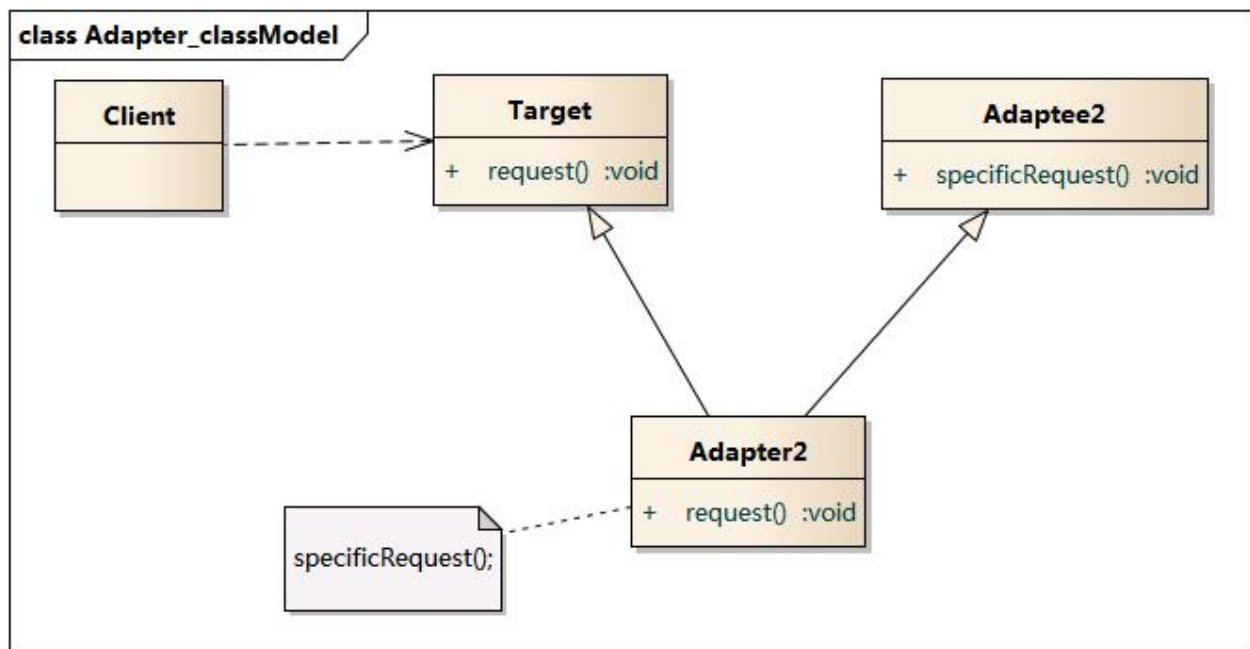 class Adapter_classModel
Client
Target
+ request() :void
Adaptee2
+ specificRequest() :void
Adapter2
+ request() :void
specificRequest();